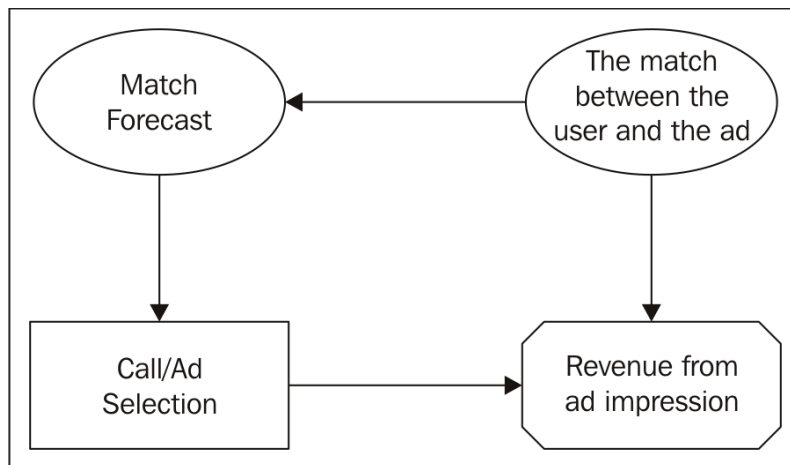 Match
Forecast
The match
between the
user and the ad
Call/Ad
Selection
Revenue from
ad impression